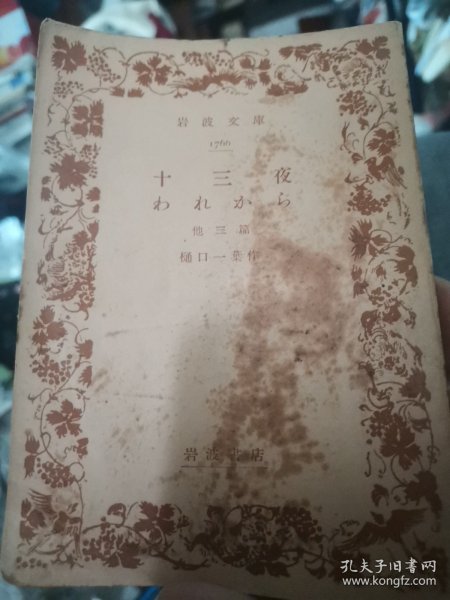 岩波文庫
1766
十三夜
われから
他三篇
樋口一葉作
岩波書店
孔夫子旧书网
www.kongfz.com